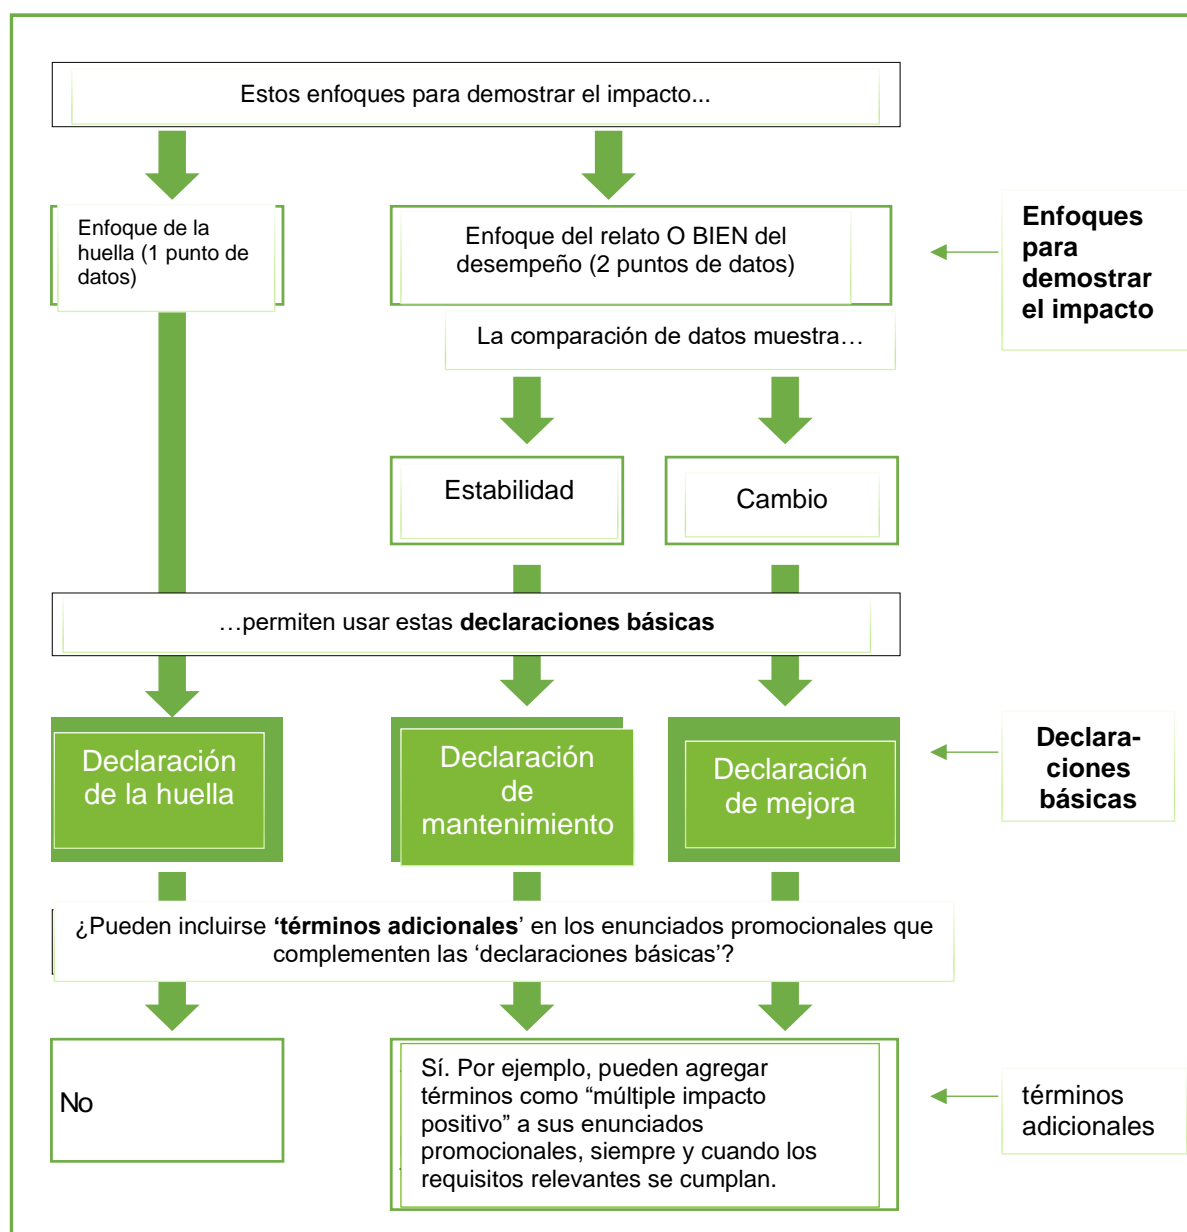 Estos enfoques para demostrar el impacto...
Enfoque de la
huella (1 punto de
datos)
Enfoque del relato O BIEN del
desempeño (2 puntos de datos)
Enfoques
para
demostrar
el impacto
La comparación de datos muestra…
Estabilidad
Cambio
…permiten usar estas declaraciones básicas
Declaración
de la huella
Declaración
de
mantenimiento
Declaración
de mejora
Declara-
ciones
básicas
¿Pueden incluirse ‘términos adicionales’ en los enunciados promocionales que
complementen las ‘declaraciones básicas’?
No
Sí. Por ejemplo, pueden agregar
términos como “múltiple impacto
positivo” a sus enunciados
promocionales, siempre y cuando los
requisitos relevantes se cumplan.
términos
adicionales